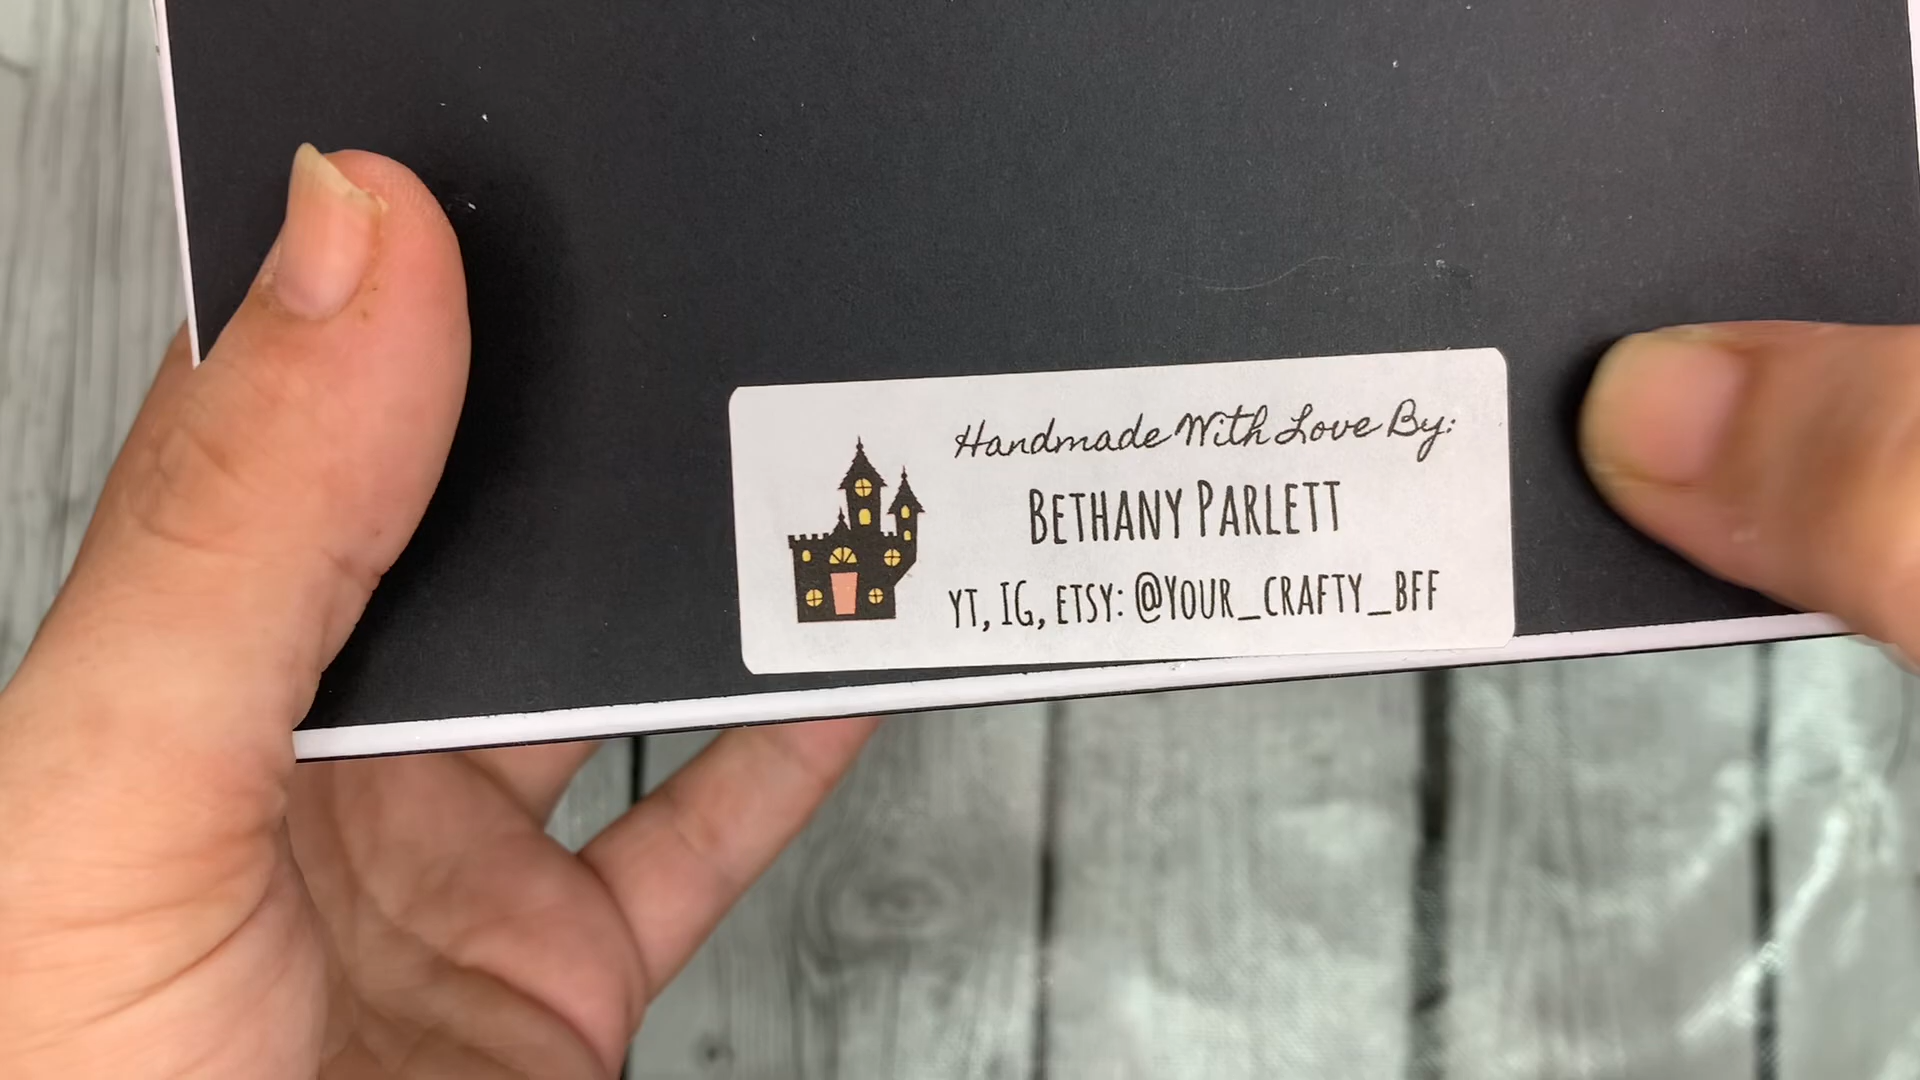 Handmade With Love By:
BETHANY PARLETT
YT, IG, ETSY: @YOUR_CRAFTY_BFF